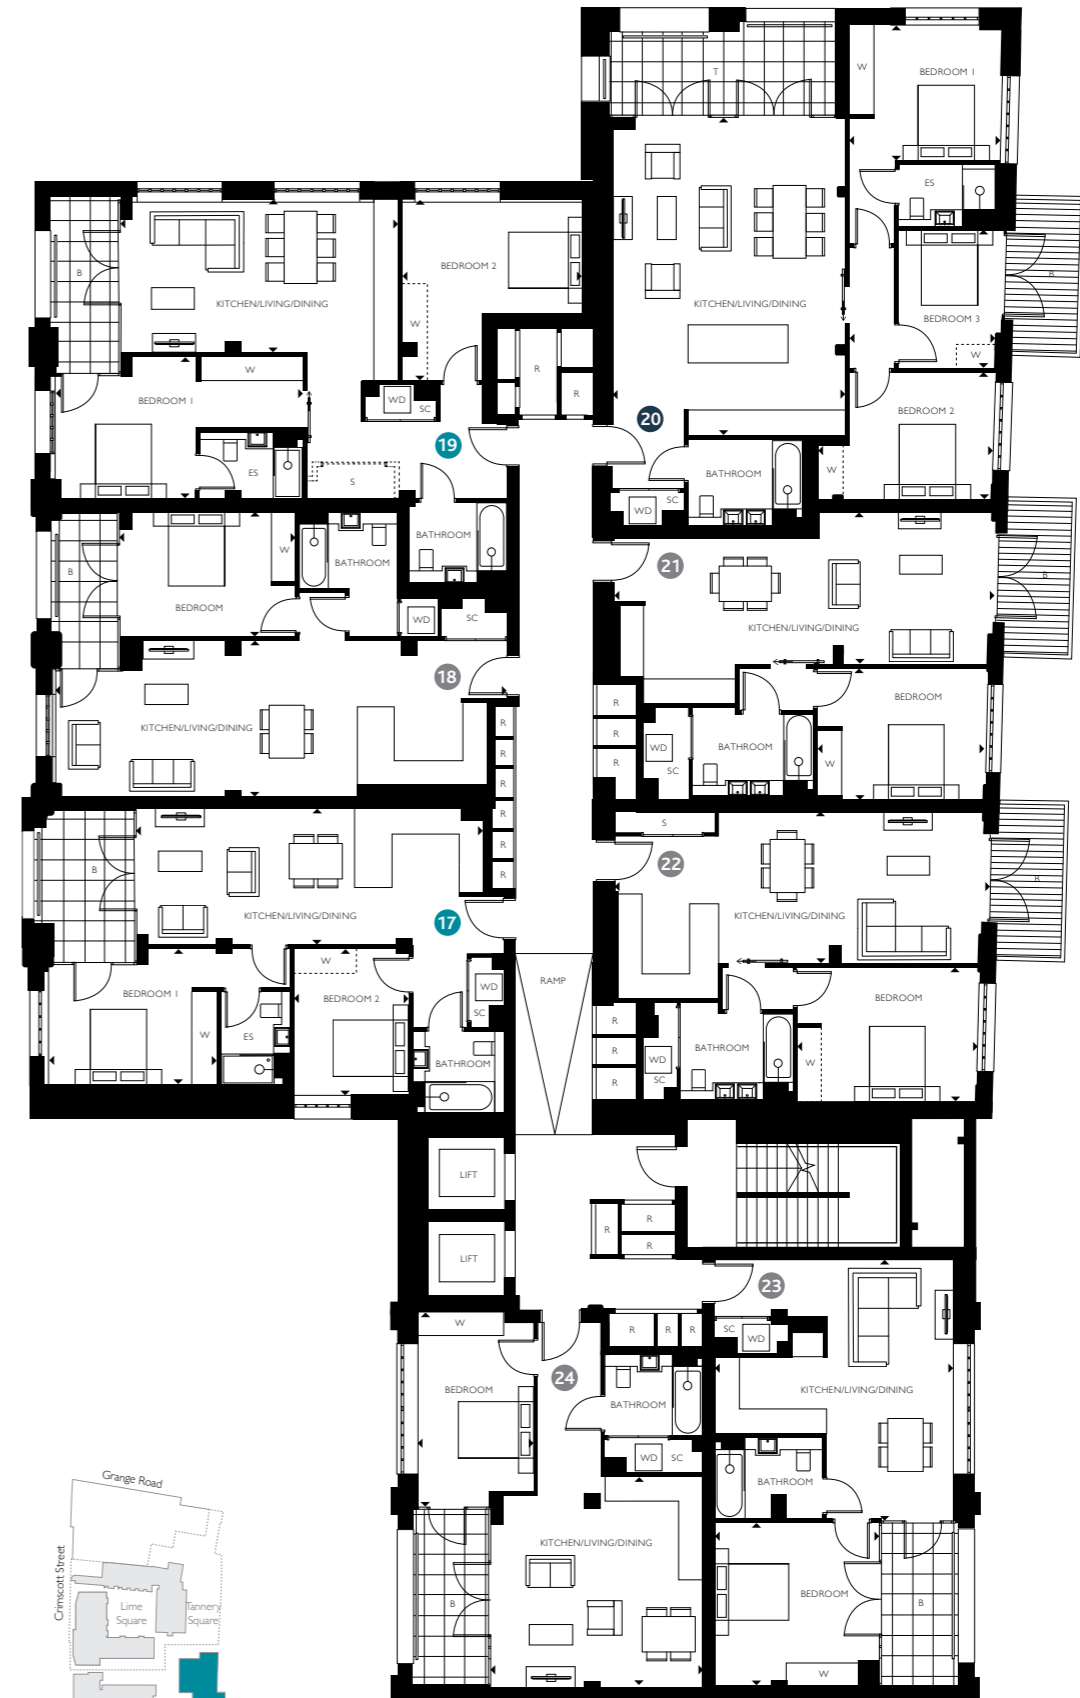 T
W
BEDROOM 1
ES
B
BEDROOM 3
W
KITCHEN/LIVING/DINING
BEDROOM 2
W
20
BATHROOM
SC
WD
B
KITCHEN/LIVING/DINING
BEDROOM 2
W
W
BEDROOM 1
ES
WD
SC
R
R
19
S
BATHROOM
B
W
BEDROOM
BATHROOM
WD
SC
18
KITCHEN/LIVING/DINING
21
B
KITCHEN/LIVING/DINING
BEDROOM
W
BATHROOM
WD
SC
R
R
R
R
R
R
R
R
R
B
KITCHEN/LIVING/DINING
17
BEDROOM 1
W
ES
W
BEDROOM 2
WD
SC
BATHROOM
S
22
B
KITCHEN/LIVING/DINING
BEDROOM
W
BATHROOM
WD
SC
R
R
R
RAMP
LIFT
LIFT
R
R
R
R
R
R
23
SC
WD
KITCHEN/LIVING/DINING
BATHROOM
BEDROOM
B
W
W
24
BEDROOM
BATHROOM
WD
SC
KITCHEN/LIVING/DINING
B
Grange Road
Crimscott Street
Lime
Square
Tannery
Square